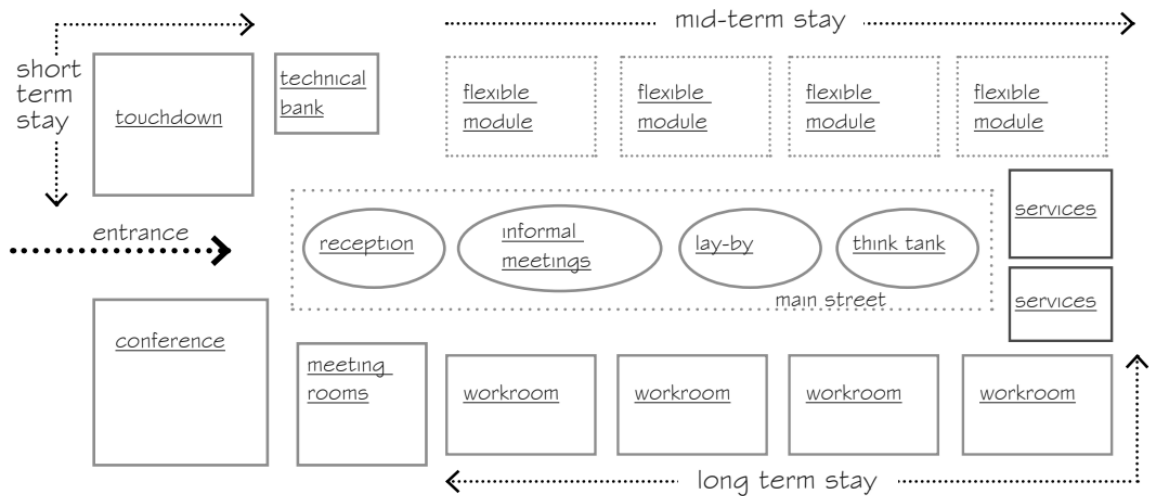 mid-term stay
short
term
stay
touchdown
technical
bank
flexible
module
flexible
module
flexible
module
flexible
module
entrance
reception
informal
meetings
lay-by
think tank
main street
services
services
conference
meeting
rooms
workroom
workroom
workroom
workroom
long term stay